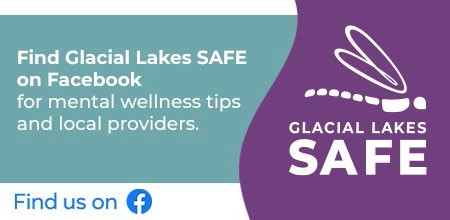 Find Glacial Lakes SAFE
on Facebook
for mental wellness tips
and local providers.
GLACIAL LAKES
SAFE
Find us on